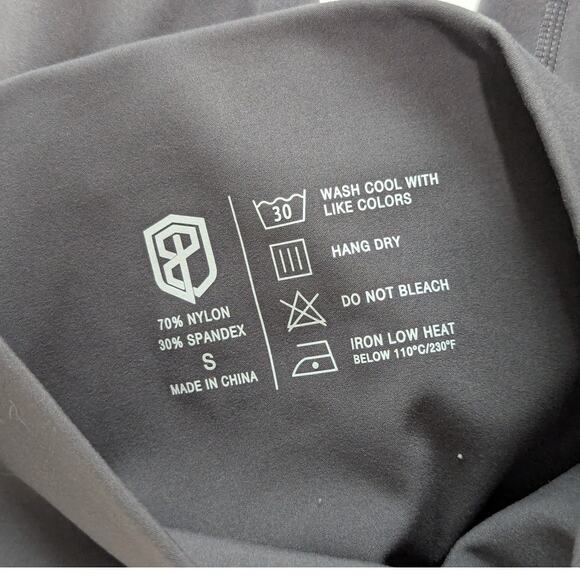 70% NYLON
30% SPANDEX
S
MADE IN CHINA
30
WASH COOL WITH
LIKE COLORS
HANG DRY
DO NOT BLEACH
IRON LOW HEAT
BELOW 110°C/230°F